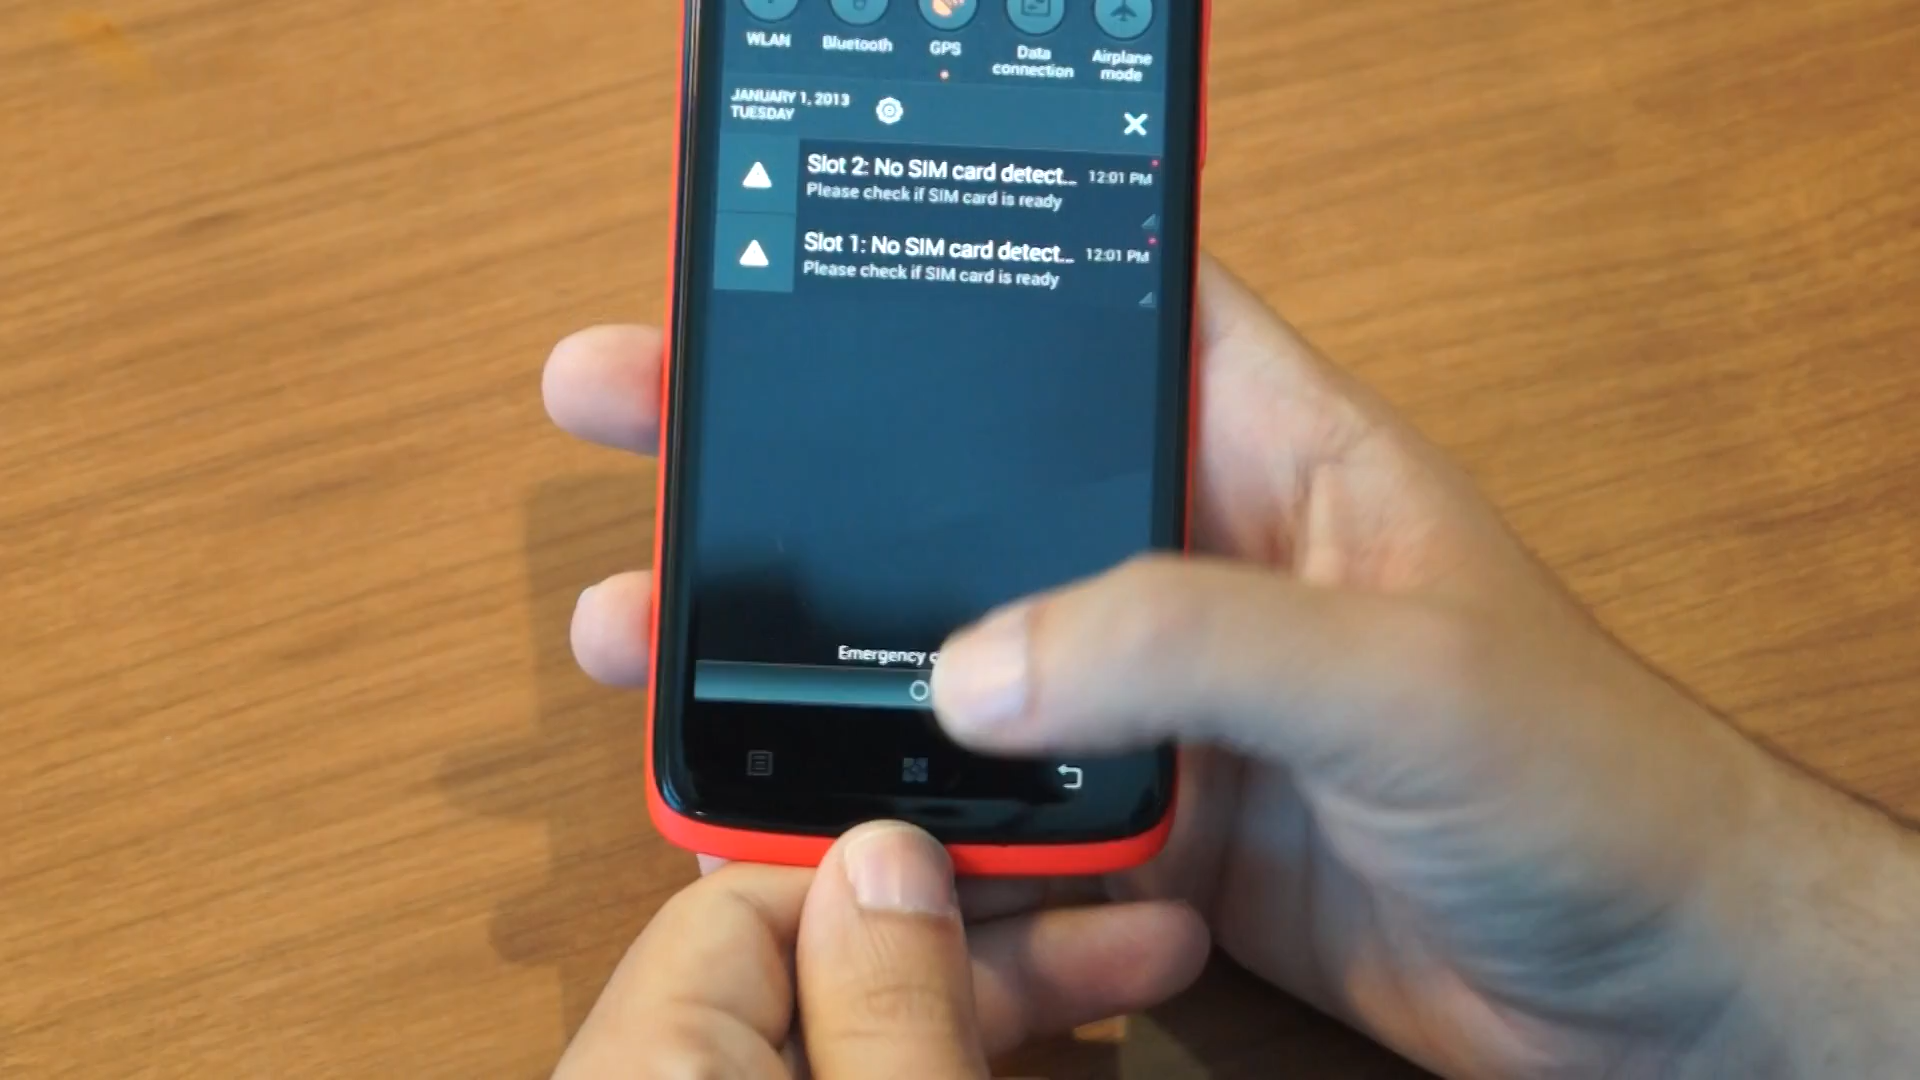 WLAN
Bluetooth
GPS
Data
connection
Airplane
mode
JANUARY 1, 2013
TUESDAY
Slot 2: No SIM card detect...
12:01 PM
Please check if SIM card is ready
Slot 1: No SIM card detect...
12:01 PM
Please check if SIM card is ready
Emergency